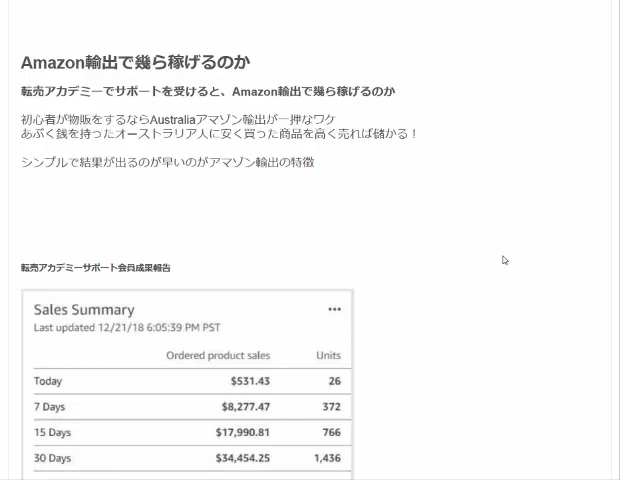 Amazon輸出で幾ら稼げるのか
転売アカデミーでサポートを受けると、Amazon輸出で幾ら稼げるのか
初心者が物販をするならAustraliaアマゾン輸出が一押なワケ
あぶく銭を持ったオーストラリア人に安く買った商品を高く売れば儲かる！
シンプルで結果が出るのが早いのがアマゾン輸出の特徴
転売アカデミーサポート会員成果報告
Sales Summary •••
Last updated 12/21/18 6:05:39 PM PST
Ordered product sales Units
Today $531.43 26
7 Days $8,277.47 372
15 Days $17,990.81 766
30 Days $34,454.25 1,436